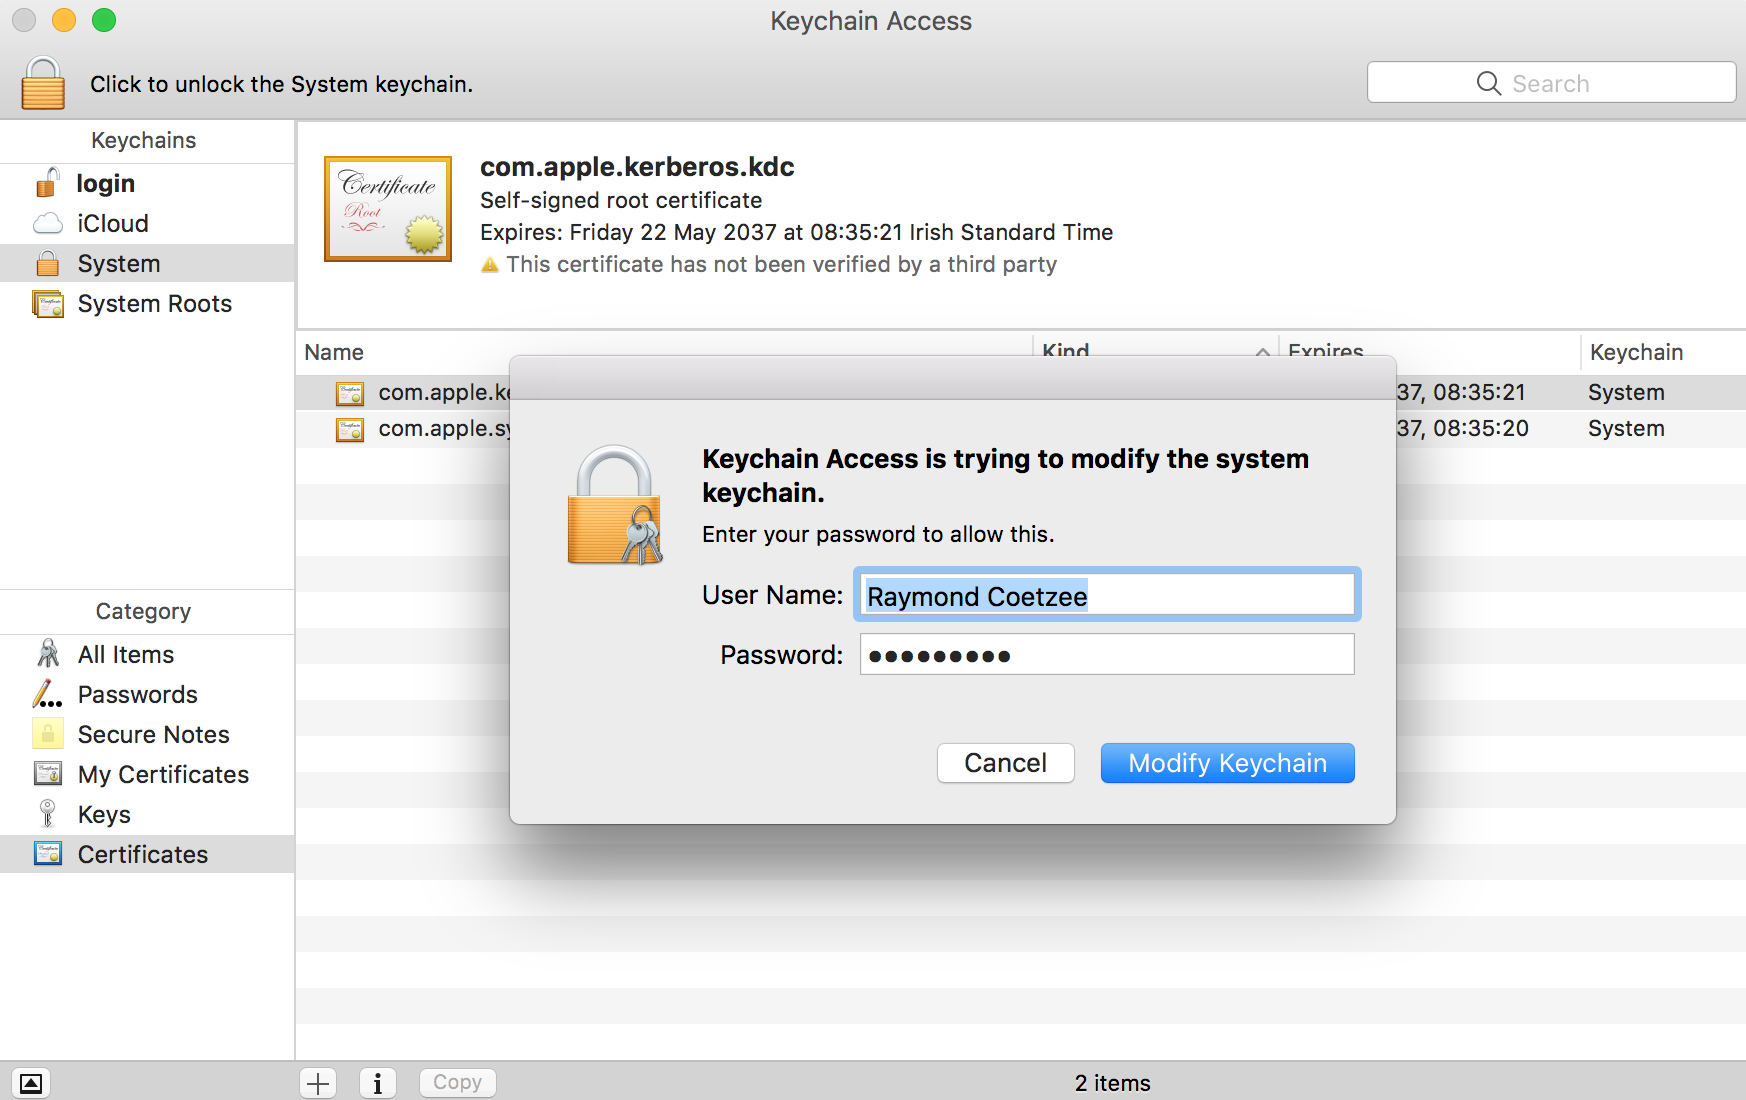 Keychain Access
Click to unlock the System keychain.
Search
Keychains
login
iCloud
System
System Roots
Certificate
Root
com.apple.kerberos.kdc
Self-signed root certificate
Expires: Friday 22 May 2037 at 08:35:21 Irish Standard Time
This certificate has not been verified by a third party
Name Kind Expires Keychain
com.apple.ke 37, 08:35:21 System
com.apple.sy 37, 08:35:20 System
Keychain Access is trying to modify the system
keychain.
Enter your password to allow this.
User Name: Raymond Coetzee
Password: •••••••••
Cancel Modify Keychain
Category
All Items
Passwords
Secure Notes
My Certificates
Keys
Certificates
Copy
2 items